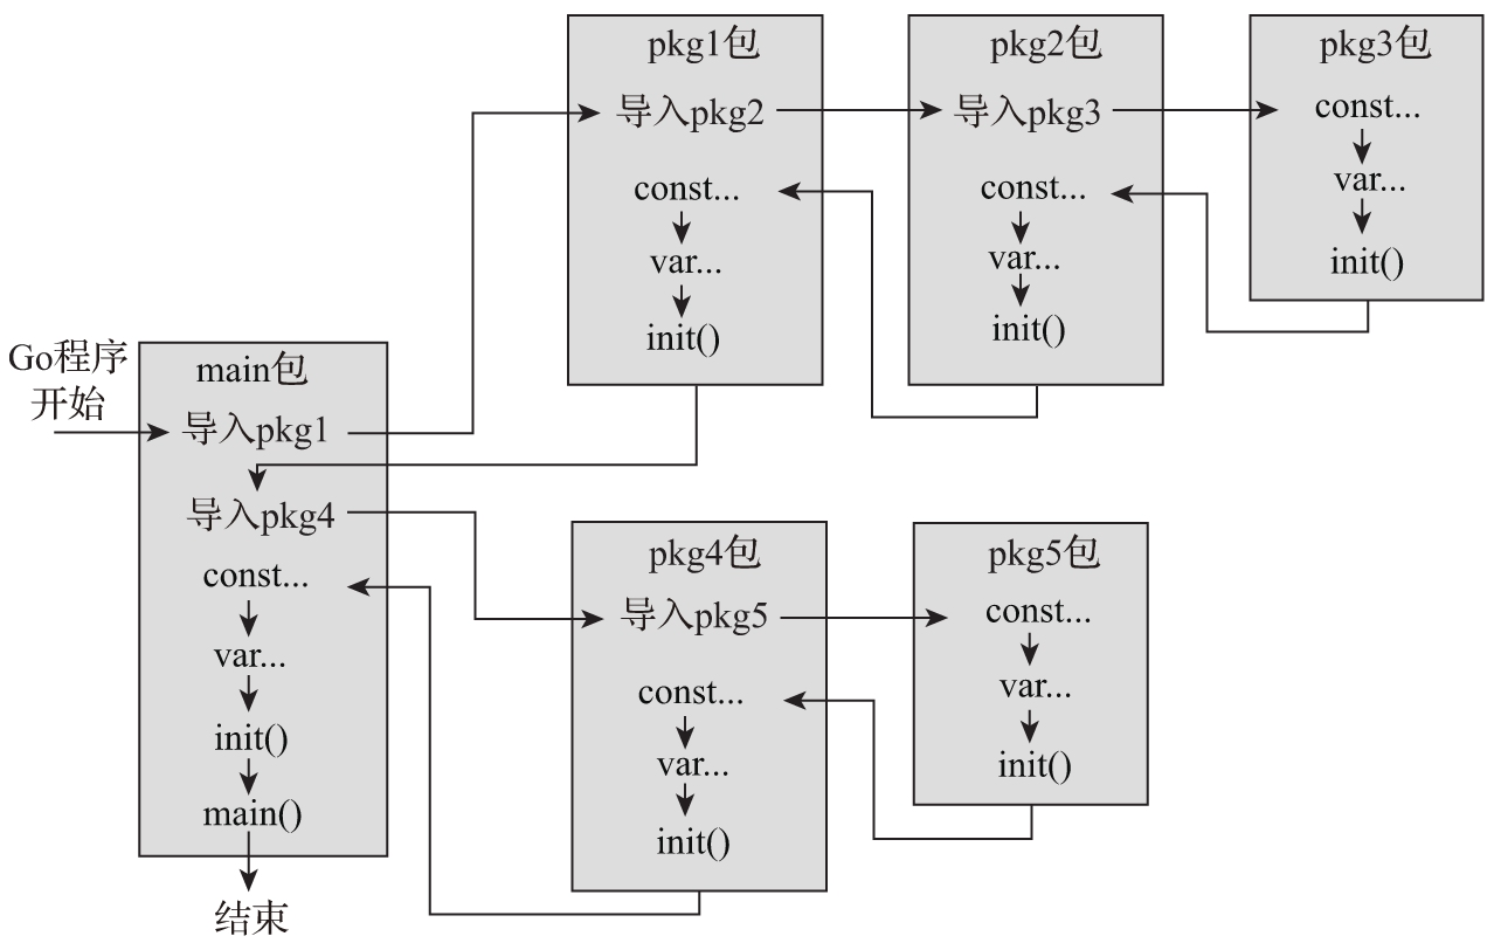 Go程序
开始
main包
导入pkg1
导入pkg4
const...
var...
init()
main()
结束
pkg1包
导入pkg2
const...
var...
init()
pkg2包
导入pkg3
const...
var...
init()
pkg3包
const...
var...
init()
pkg4包
导入pkg5
const...
var...
init()
pkg5包
const...
var...
init()